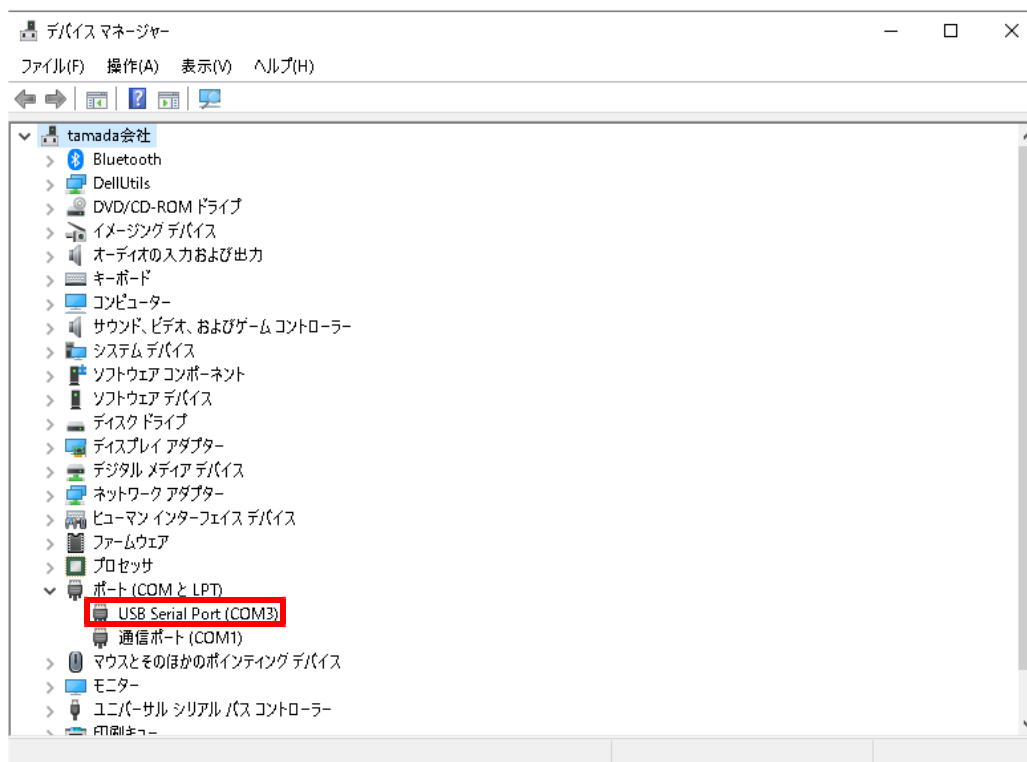 デバイス マネージャー
ファイル(F) 操作(A) 表示(V) ヘルプ(H)
tamada会社
Bluetooth
DellUtils
DVD/CD-ROM ドライブ
イメージング デバイス
オーディオの入力および出力
キーボード
コンピューター
サウンド、ビデオ、およびゲーム コントローラー
システム デバイス
ソフトウェア コンポーネント
ソフトウェア デバイス
ディスク ドライブ
ディスプレイ アダプター
デジタル メディア デバイス
ネットワーク アダプター
ヒューマン インターフェイス デバイス
ファームウェア
プロセッサ
ポート (COM と LPT)
USB Serial Port (COM3)
通信ポート (COM1)
マウスとそのほかのポインティング デバイス
モニター
ユニバーサル シリアル バス コントローラー
印刷キュー